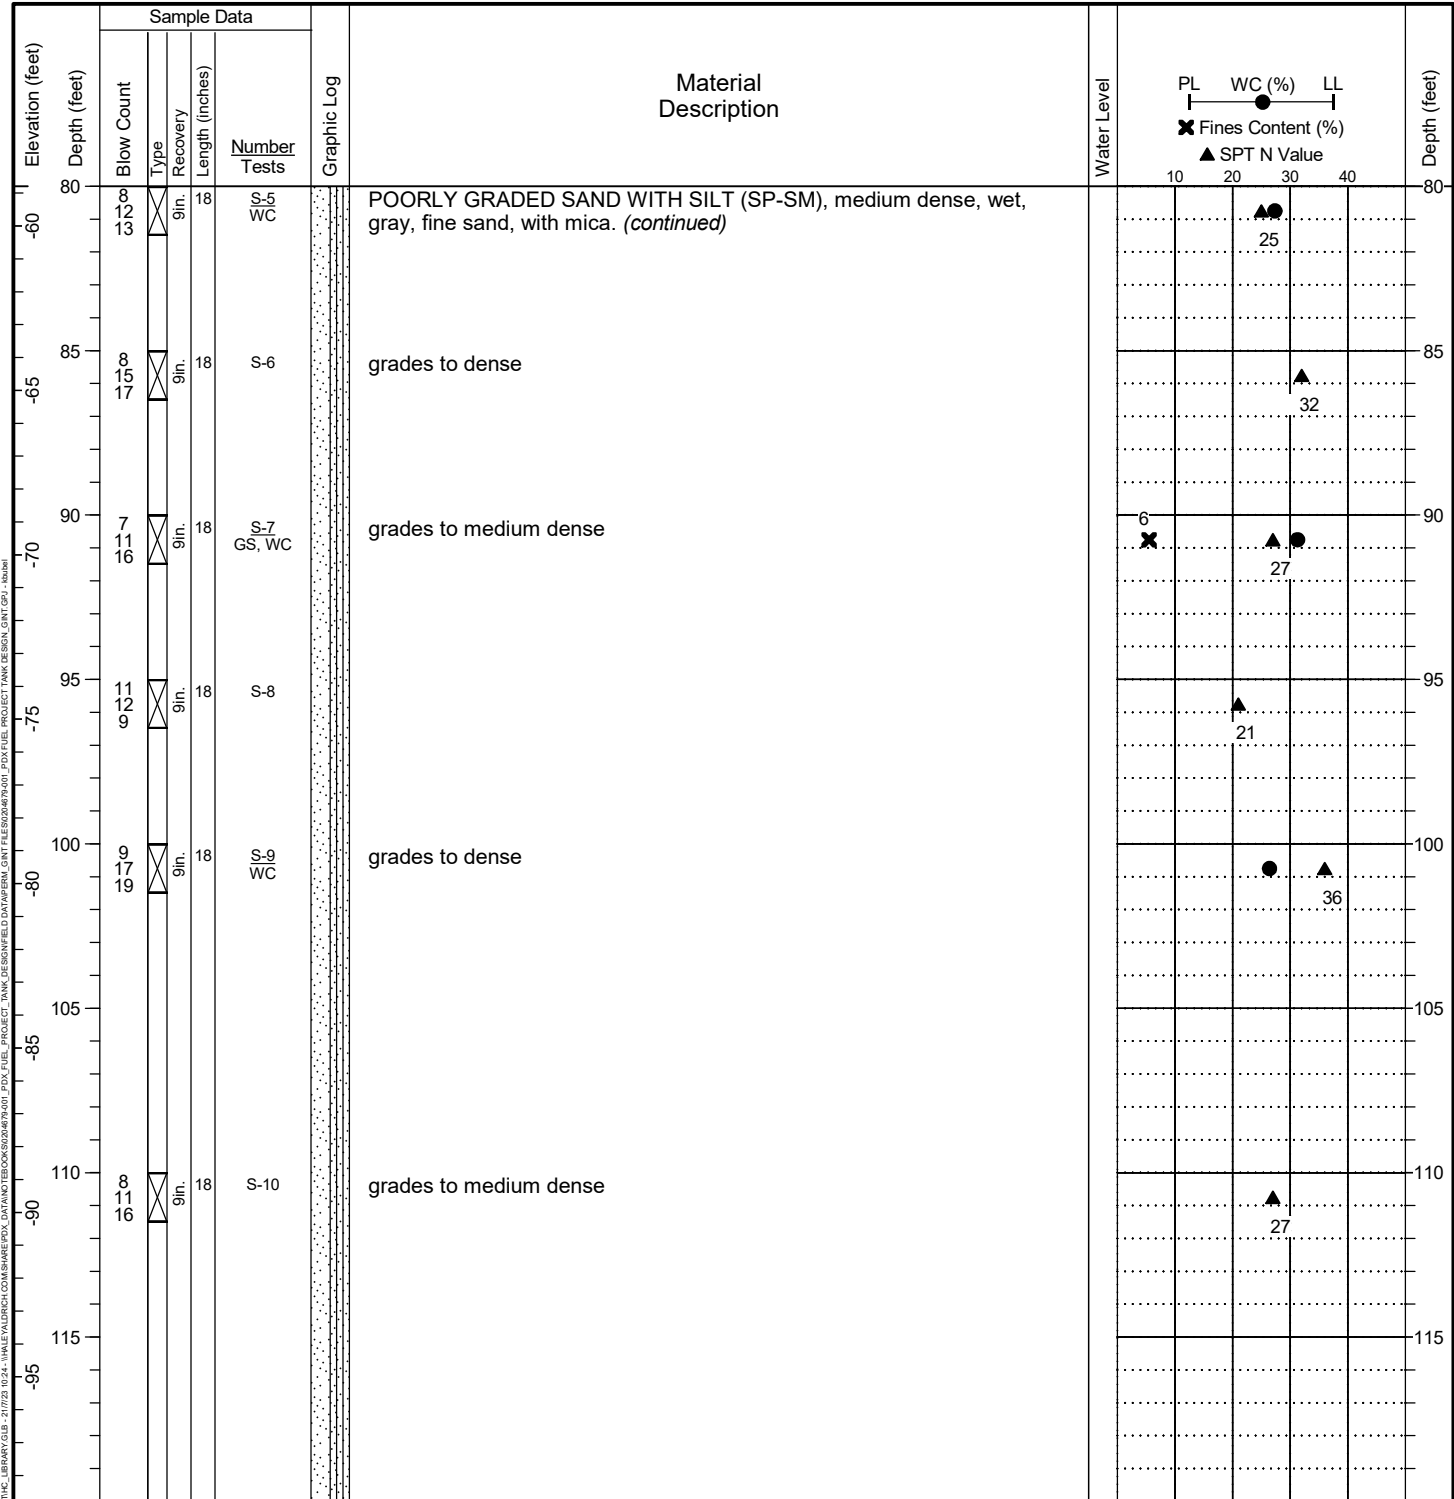 Sample Data
Elevation (feet)
Depth (feet)
Blow Count
Type
Recovery
Length (inches)
Number
Tests
Graphic Log
Material
Description
Water Level
PL WC (%) LL
Fines Content (%)
SPT N Value
10 20 30 40
Depth (feet)
80
8
12
13
9in.
18
S-5
WC
POORLY GRADED SAND WITH SILT (SP-SM), medium dense, wet,
gray, fine sand, with mica. (continued)
25
80
-60
85
8
15
17
9in.
18
S-6
grades to dense
32
85
-65
90
7
11
16
9in.
18
S-7
GS, WC
grades to medium dense
6
27
90
-70
95
11
12
9
9in.
18
S-8
21
95
-75
100
9
17
19
9in.
18
S-9
WC
grades to dense
36
100
-80
105
105
-85
110
8
11
16
9in.
18
S-10
grades to medium dense
27
110
-90
115
115
-95